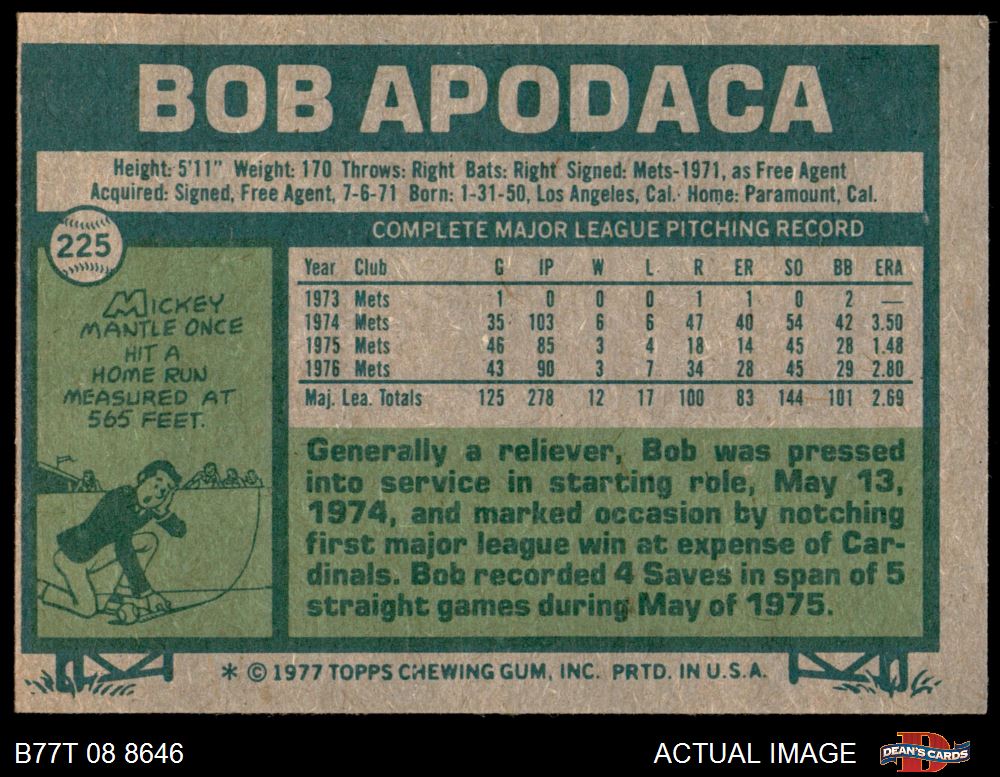 BOB APODACA
Height: 5'11" Weight: 170 Throws: Right Bats: Right Signed: Mets-1971, as Free Agent
Acquired: Signed, Free Agent, 7-6-71 Born: 1-31-50, Los Angeles, Cal. Home: Paramount, Cal.
225
COMPLETE MAJOR LEAGUE PITCHING RECORD
MICKEY
MANTLE ONCE
HIT A
HOME RUN
MEASURED AT
565 FEET.
Year Club G IP W L R ER SO BB ERA
1973 Mets 1 0 0 0 1 1 0 2 —
1974 Mets 35 103 6 6 47 40 54 42 3.50
1975 Mets 46 85 3 4 18 14 45 28 1.48
1976 Mets 43 90 3 7 34 28 45 29 2.80
Maj. Lea. Totals 125 278 12 17 100 83 144 101 2.69
Generally a reliever, Bob was pressed
into service in starting role, May 13,
1974, and marked occasion by notching
first major league win at expense of Car-
dinals. Bob recorded 4 Saves in span of 5
straight games during May of 1975.
* © 1977 TOPPS CHEWING GUM, INC. PRTD. IN U.S.A.
B77T 08 8646
ACTUAL IMAGE
DEAN'S CARDS